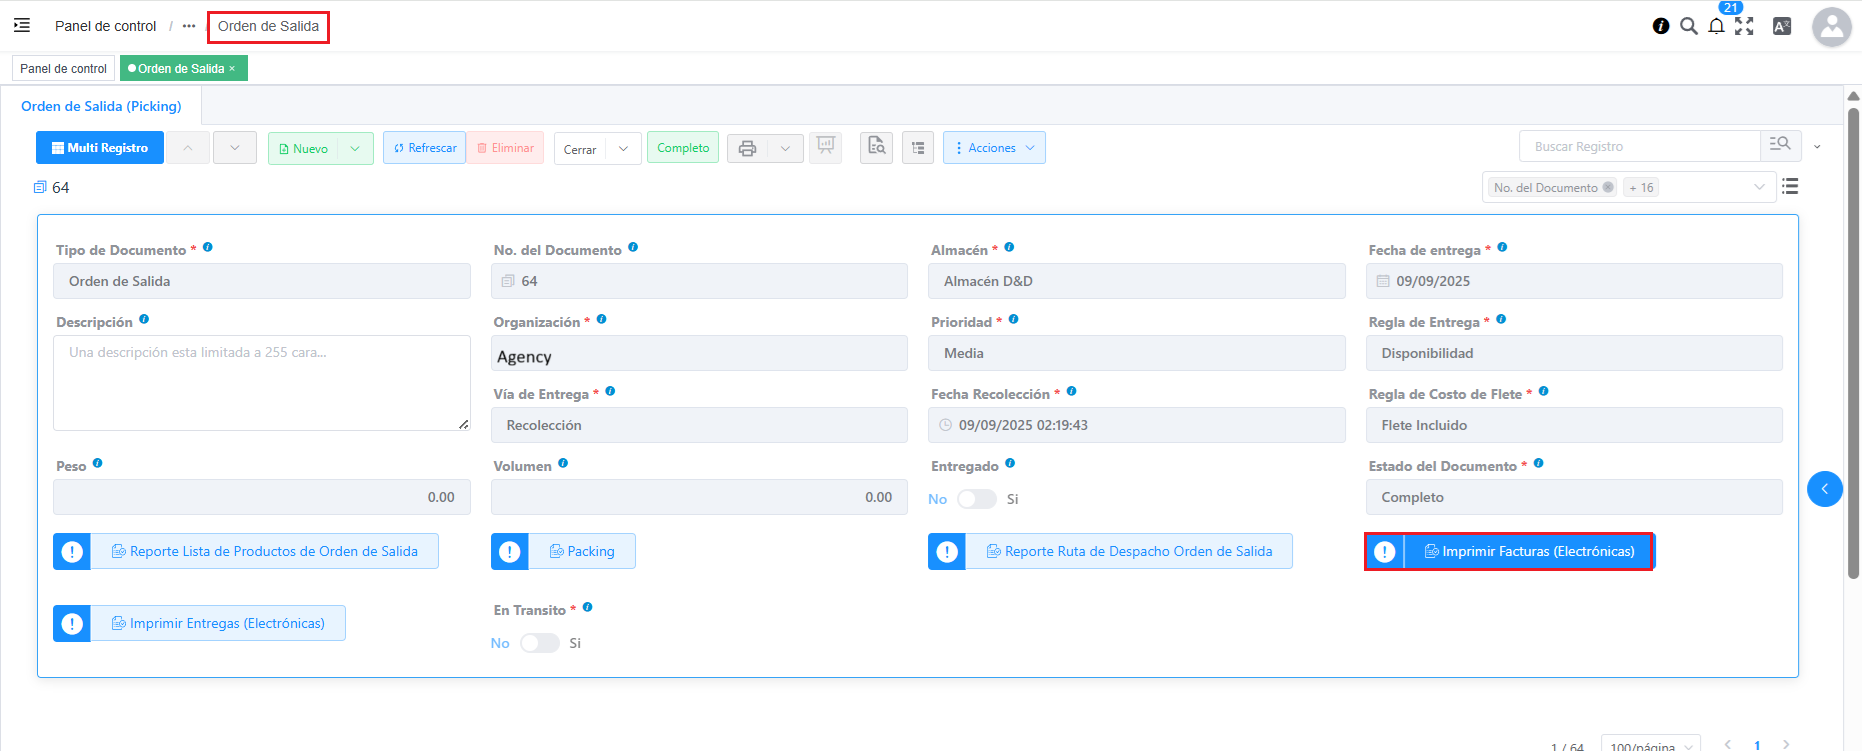 Panel de control / ••• / Orden de Salida
21
Panel de control
Orden de Salida ×
Orden de Salida (Picking)
Multi Registro
Nuevo
Refrescar
Eliminar
Cerrar
Completo
Acciones
Buscar Registro
64
No. del Documento
+ 16
Tipo de Documento *
No. del Documento
Almacén *
Fecha de entrega *
Orden de Salida
64
Almacén D&D
09/09/2025
Descripción
Organización *
Prioridad *
Regla de Entrega *
Una descripción esta limitada a 255 cara...
Agency
Media
Disponibilidad
Vía de Entrega *
Fecha Recolección *
Regla de Costo de Flete *
Recolección
09/09/2025 02:19:43
Flete Incluido
Peso
Volumen
Entregado
Estado del Documento *
0.00
0.00
No
Si
Completo
Reporte Lista de Productos de Orden de Salida
Packing
Reporte Ruta de Despacho Orden de Salida
Imprimir Facturas (Electrónicas)
Imprimir Entregas (Electrónicas)
En Transito *
No
Si
1 / 64
100/página
1